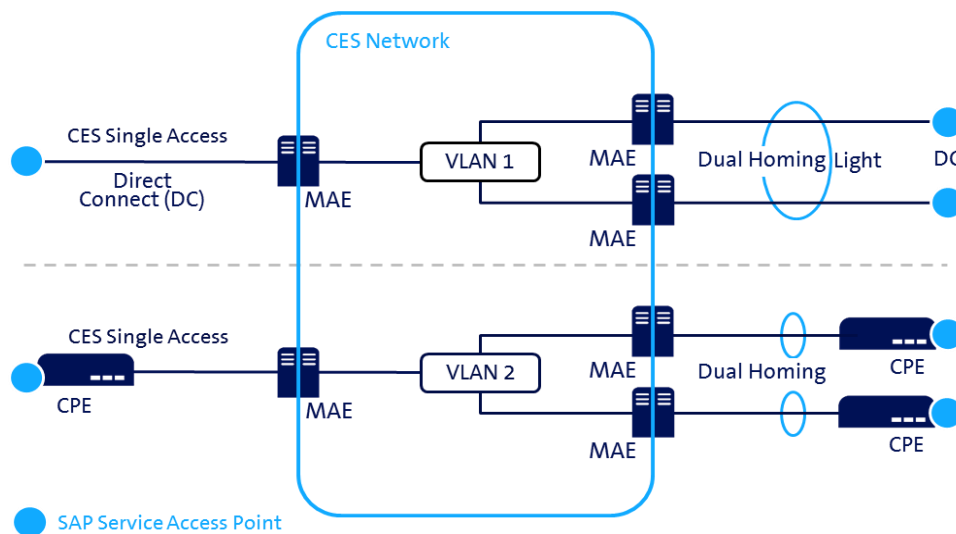 CES Network
CES Single Access
Direct
Connect (DC)
MAE
VLAN 1
MAE
MAE
Dual Homing Light
DC
CES Single Access
CPE
MAE
VLAN 2
MAE
MAE
Dual Homing
CPE
CPE
SAP Service Access Point